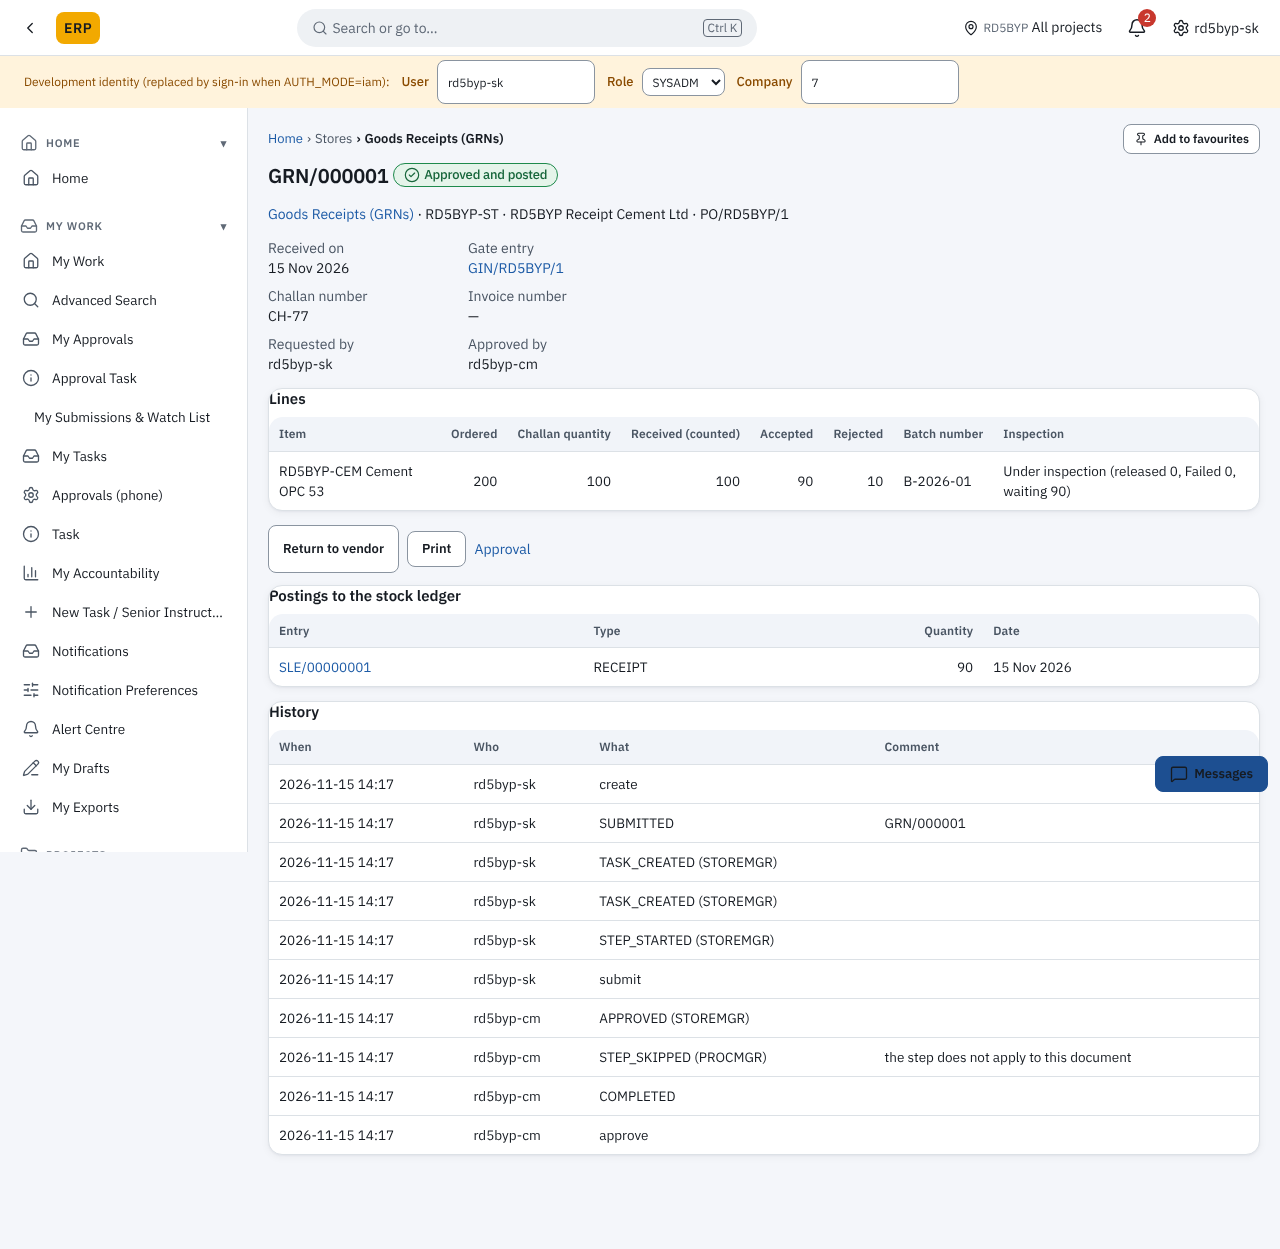 ERP
Search or go to...
Ctrl K
RD5BYP All projects
2
rd5byp-sk
Development identity (replaced by sign-in when AUTH_MODE=iam): User rd5byp-sk Role SYSADM Company 7
HOME
Home
MY WORK
My Work
Advanced Search
My Approvals
Approval Task
My Submissions & Watch List
My Tasks
Approvals (phone)
Task
My Accountability
New Task / Senior Instruct...
Notifications
Notification Preferences
Alert Centre
My Drafts
My Exports
Home › Stores › Goods Receipts (GRNs)
Add to favourites
GRN/000001 Approved and posted
Goods Receipts (GRNs) · RD5BYP-ST · RD5BYP Receipt Cement Ltd · PO/RD5BYP/1
Received on Gate entry
15 Nov 2026 GIN/RD5BYP/1
Challan number Invoice number
CH-77 —
Requested by Approved by
rd5byp-sk rd5byp-cm
Lines
Item Ordered Challan quantity Received (counted) Accepted Rejected Batch number Inspection
RD5BYP-CEM Cement OPC 53 200 100 100 90 10 B-2026-01 Under inspection (released 0, Failed 0, waiting 90)
Return to vendor Print Approval
Postings to the stock ledger
Entry Type Quantity Date
SLE/00000001 RECEIPT 90 15 Nov 2026
History
When Who What Comment
Messages
2026-11-15 14:17 rd5byp-sk create
2026-11-15 14:17 rd5byp-sk SUBMITTED GRN/000001
2026-11-15 14:17 rd5byp-sk TASK_CREATED (STOREMGR)
2026-11-15 14:17 rd5byp-sk TASK_CREATED (STOREMGR)
2026-11-15 14:17 rd5byp-sk STEP_STARTED (STOREMGR)
2026-11-15 14:17 rd5byp-sk submit
2026-11-15 14:17 rd5byp-cm APPROVED (STOREMGR)
2026-11-15 14:17 rd5byp-cm STEP_SKIPPED (PROCMGR) the step does not apply to this document
2026-11-15 14:17 rd5byp-cm COMPLETED
2026-11-15 14:17 rd5byp-cm approve